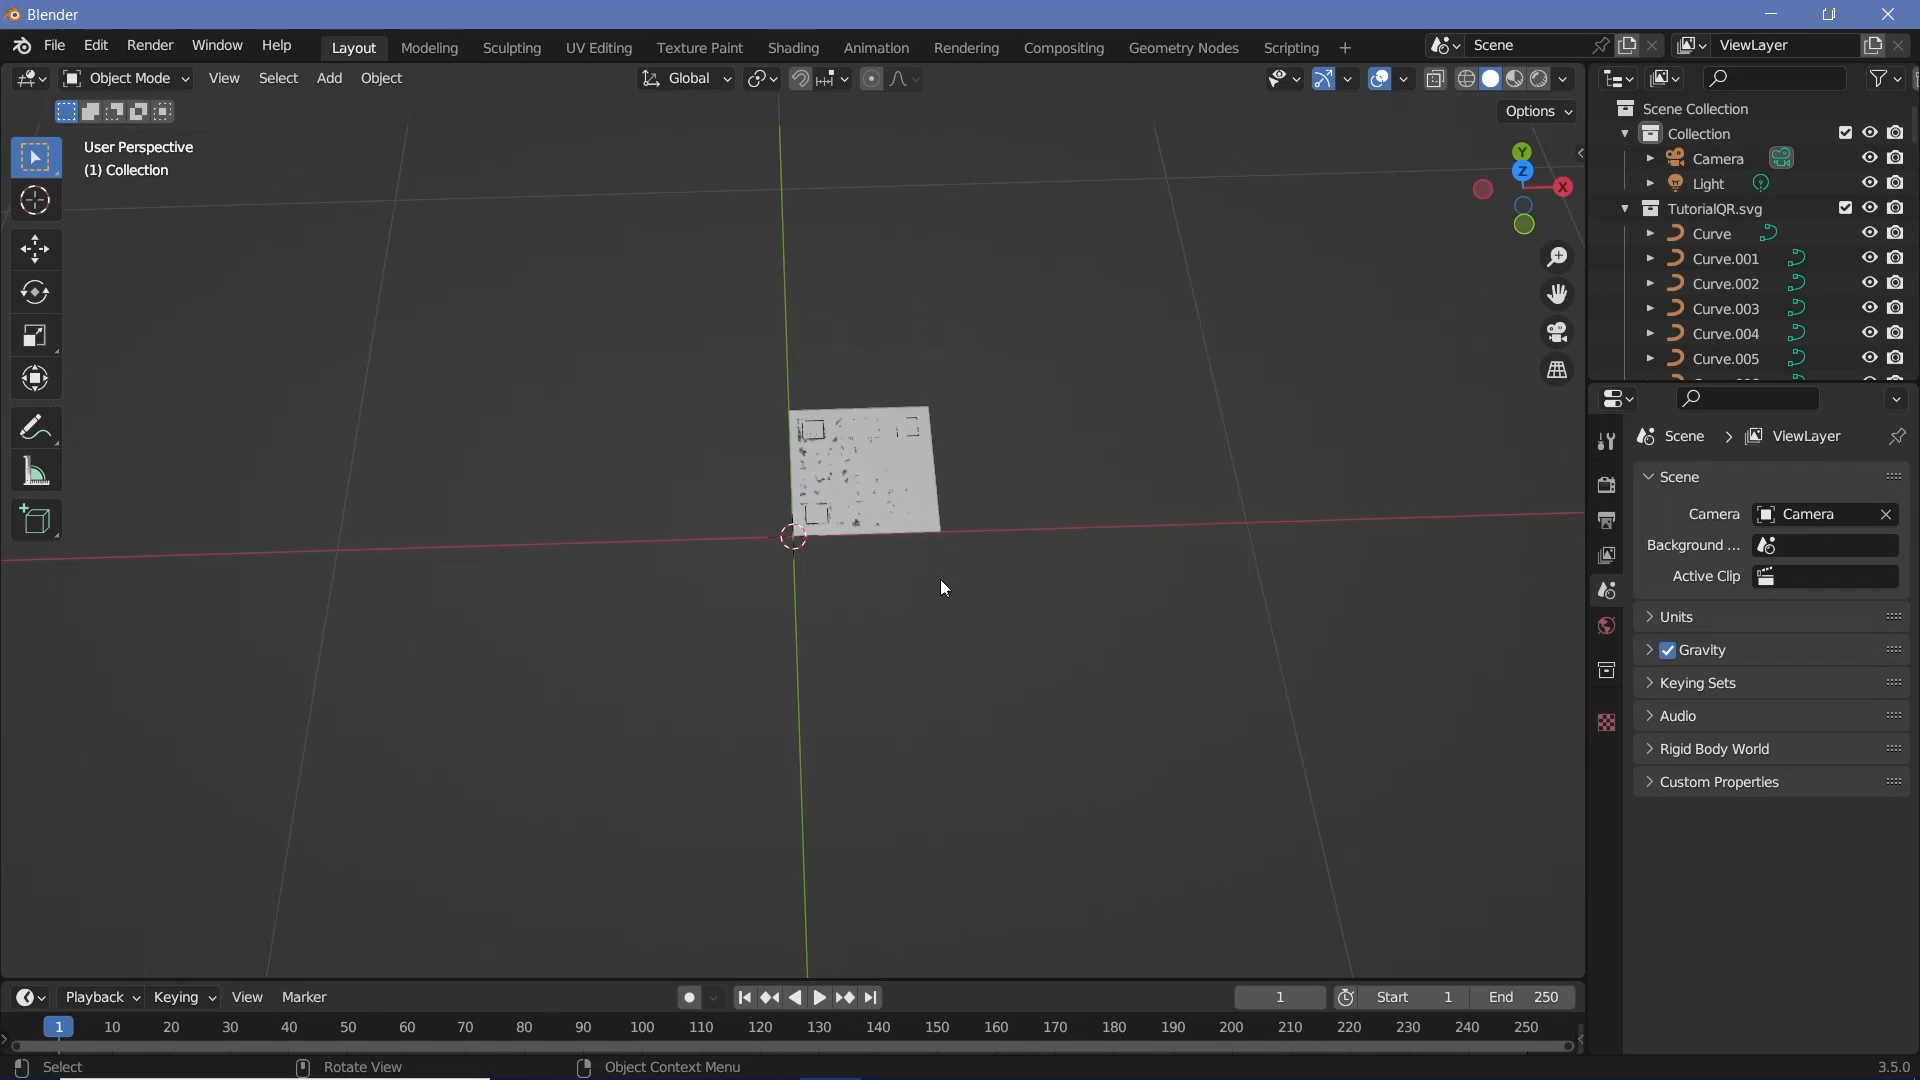 Blender
File Edit Render Window Help Layout Modeling Sculpting UV Editing Texture Paint Shading Animation Rendering Compositing Geometry Nodes Scripting + Scene ViewLayer
Object Mode View Select Add Object Global
Options
User Perspective
(1) Collection
Y
Z
X
Scene Collection
Collection
Camera
Light
TutorialQR.svg
Curve
Curve.001
Curve.002
Curve.003
Curve.004
Curve.005
Scene > ViewLayer
Scene
Camera Camera
Background ...
Active Clip
Units
Gravity
Keying Sets
Audio
Rigid Body World
Custom Properties
Playback Keying View Marker 1 Start 1 End 250
1 10 20 30 40 50 60 70 80 90 100 110 120 130 140 150 160 170 180 190 200 210 220 230 240 250
Select Rotate View Object Context Menu 3.5.0